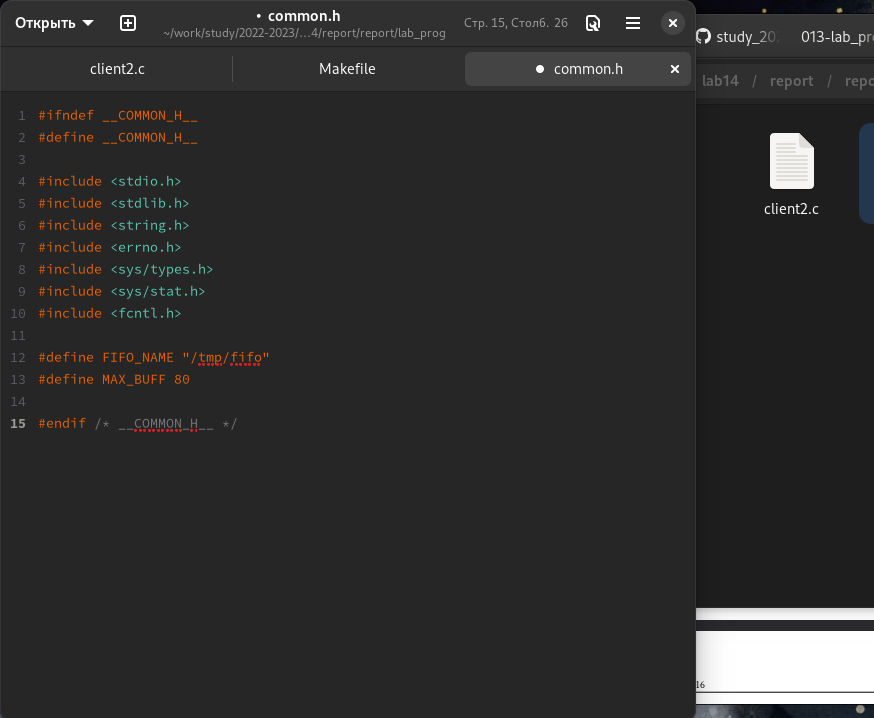 Открыть
• common.h
~/work/study/2022-2023/...4/report/report/lab_prog
Стр. 15, Столб. 26
client2.c
Makefile
● common.h
1 #ifndef __COMMON_H__
2 #define __COMMON_H__
3
4 #include <stdio.h>
5 #include <stdlib.h>
6 #include <string.h>
7 #include <errno.h>
8 #include <sys/types.h>
9 #include <sys/stat.h>
10 #include <fcntl.h>
11
12 #define FIFO_NAME "/tmp/fifo"
13 #define MAX_BUFF 80
14
15 #endif /* __COMMON_H__ */
study_20
013-lab_pro
lab14 / report / repo
client2.c
16